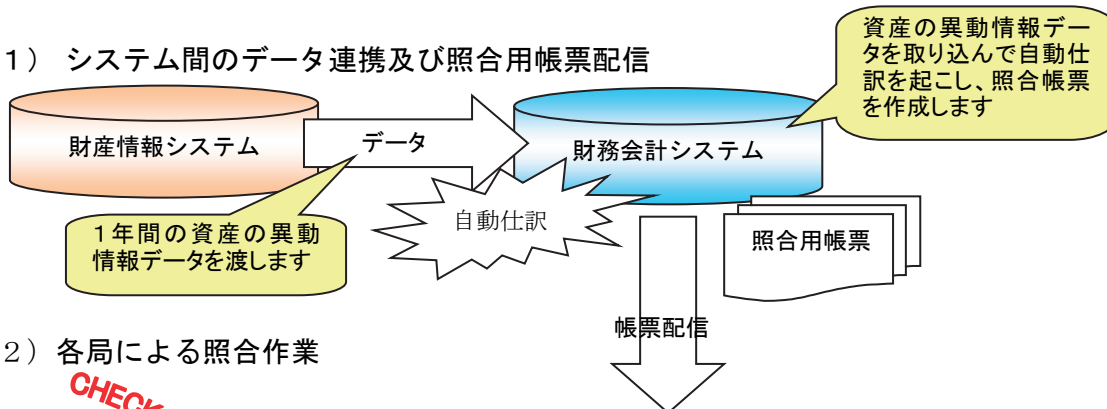 資産の異動情報デー
タを取り込んで自動仕
訳を起こし、照合帳票
を作成します
１） システム間のデータ連携及び照合用帳票配信
財産情報システム
データ
財務会計システム
自動仕訳
１年間の資産の異動
情報データを渡します
照合用帳票
帳票配信
２）各局による照合作業
CHECK